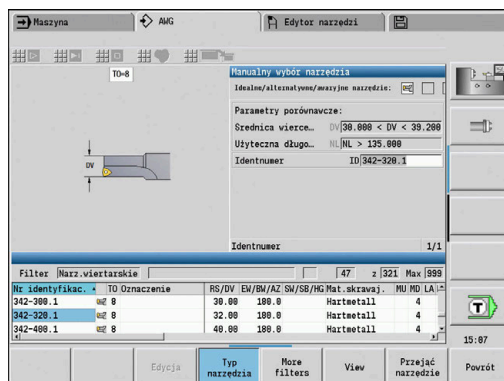 Maszyna
AWG
Edytor narzędzi
TO=8
Manualny wybór narzędzia
Idealne/alternatywne/awaryjne narzędzie:
Parametry porównawcze:
Średnica wierce… DV 30.000 < DV < 39.200
Użyteczna długo… NL NL > 135.000
Identnumer ID 342-320.1
DV
Identnumer 1/1
Filter Narz.wiertarskie 47 z 321 Max 999
Nr identyfikac. TO Oznaczenie RS/DV EW/BW/AZ SW/SB/HG Mat.skrawaj. MU MD LA
342-300.1 8 30.00 180.0 Hartmetall 4
342-320.1 8 32.00 180.0 Hartmetall 4
342-400.1 8 40.00 180.0 Hartmetall 4
15:07
Edycja
Typ narzędzia
More filters
View
Przejąć narzędzie
Powrót